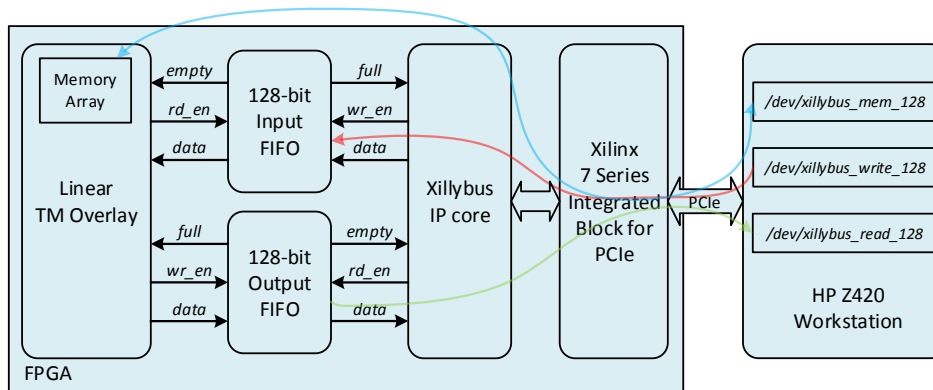 Memory
Array
Linear
TM Overlay
empty
rd_en
data
full
wr_en
data
128-bit
Input
FIFO
128-bit
Output
FIFO
full
wr_en
data
empty
rd_en
data
Xillybus
IP core
Xilinx
7 Series
Integrated
Block for
PCIe
PCIe
/dev/xillybus_mem_128
/dev/xillybus_write_128
/dev/xillybus_read_128
HP Z420
Workstation
FPGA